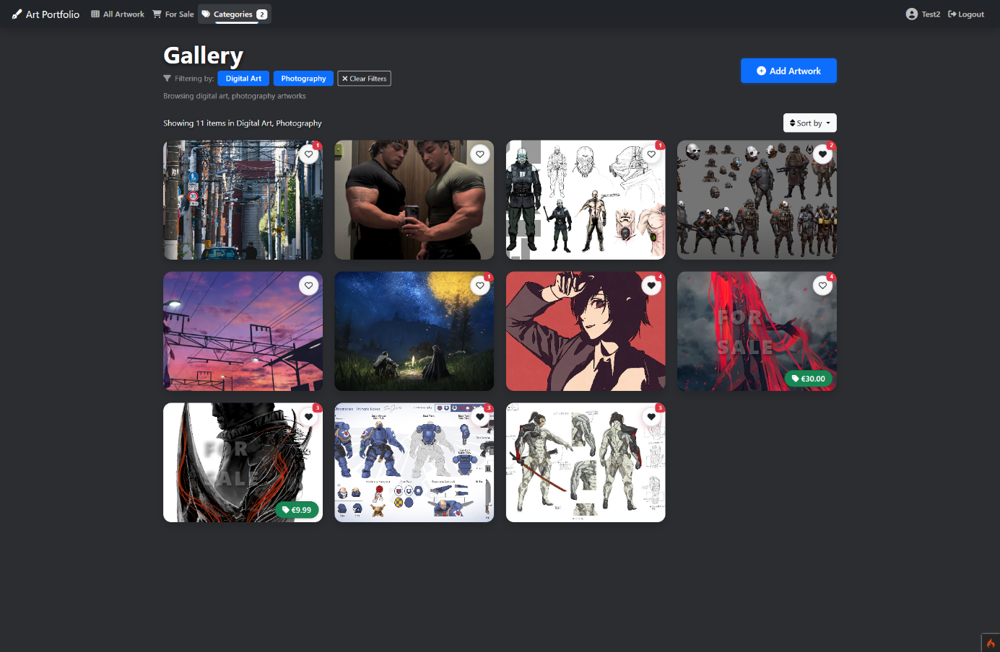 Art Portfolio
All Artwork
For Sale
Categories 2
Test2
Logout
Gallery
Filtering by: Digital Art Photography Clear Filters
Add Artwork
Browsing digital art, photography artworks
Showing 11 items in Digital Art, Photography
Sort by
1
1
2
30
1
4
4
FOR
SALE
€30.00
3
3
3
FOR
SALE
€9.99